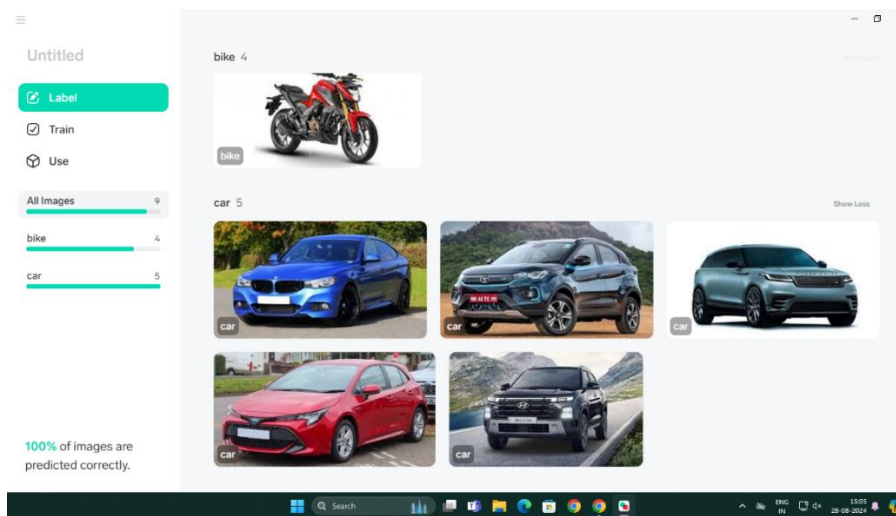 Untitled
Label
Train
Use
All Images 9
bike 4
car 5
100% of images are
predicted correctly.
bike 4
bike
car 5
Show Less
car
car
car
car
car
Search
ENG
IN
15:05
28-08-2024